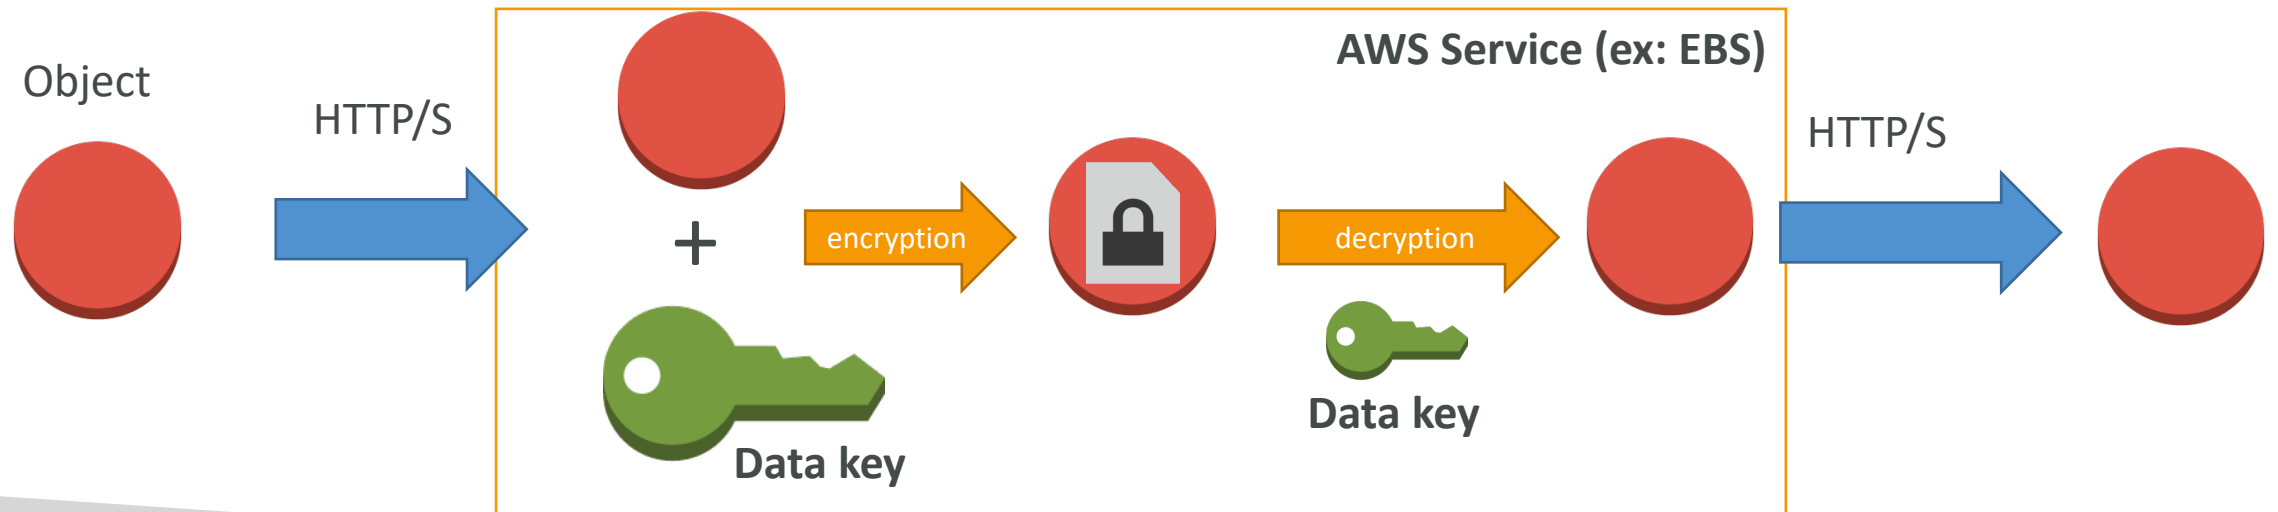 Object
HTTP/S
AWS Service (ex: EBS)
HTTP/S
encryption
decryption
Data key
Data key